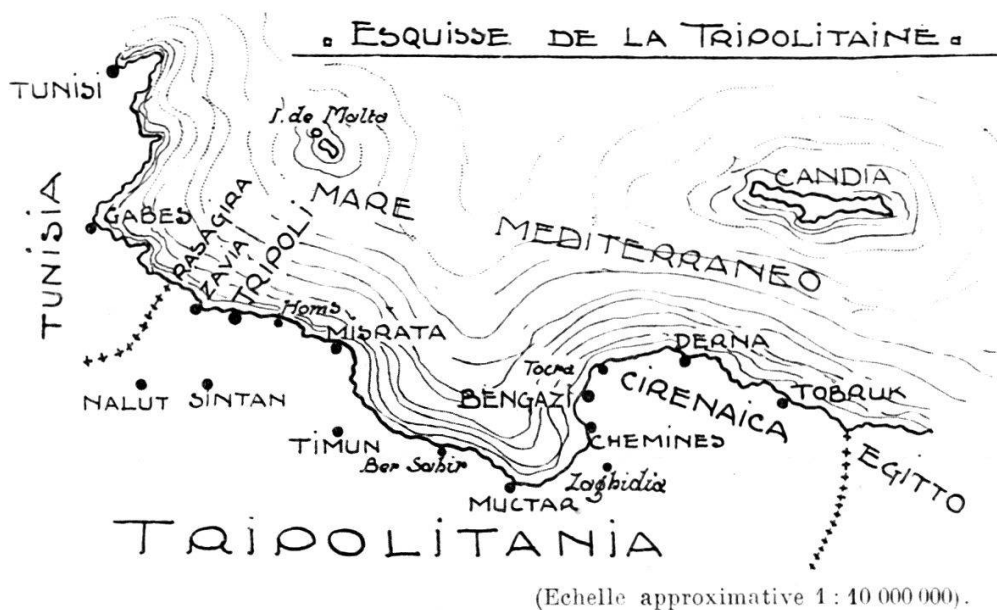 ESQUISSE DE LA TRIPOLITAINE
TUNISI
I. de Malta
CANDIA
MARE
MEDITERRANEO
TUNISIA
GABES
RASAGIRA
ZAVIA
TRIPOLI
Homs
MISRATA
DERNA
Tocra
CIRENAICA
BENGAZI
TOBRUK
NALUT
SINTAN
TIMUN
CHEMINES
Ber Sahir
Zaghidia
EGITTO
MUCTAR
TRIPOLITANIA
(Echelle approximative 1 : 10 000 000).